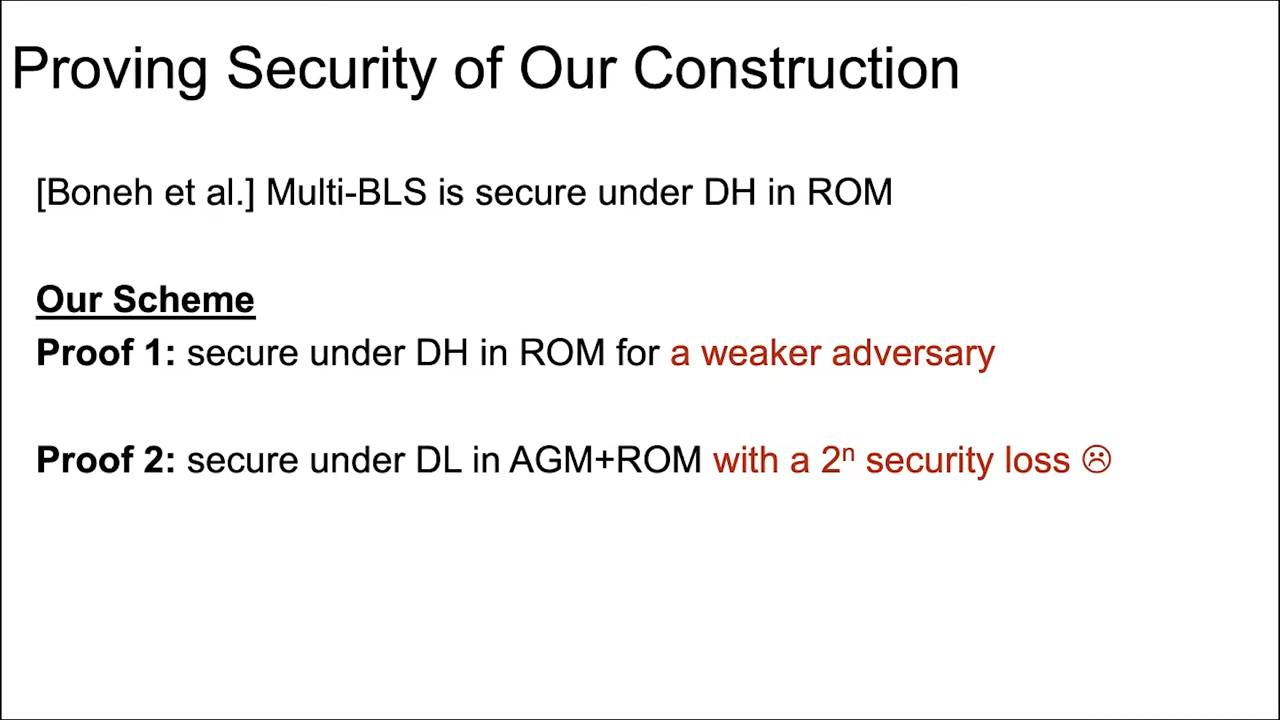 Proving Security of Our Construction
[Boneh et al.] Multi-BLS is secure under DH in ROM
Our Scheme
Proof 1: secure under DH in ROM for a weaker adversary
Proof 2: secure under DL in AGM+ROM with a 2ⁿ security loss ☹